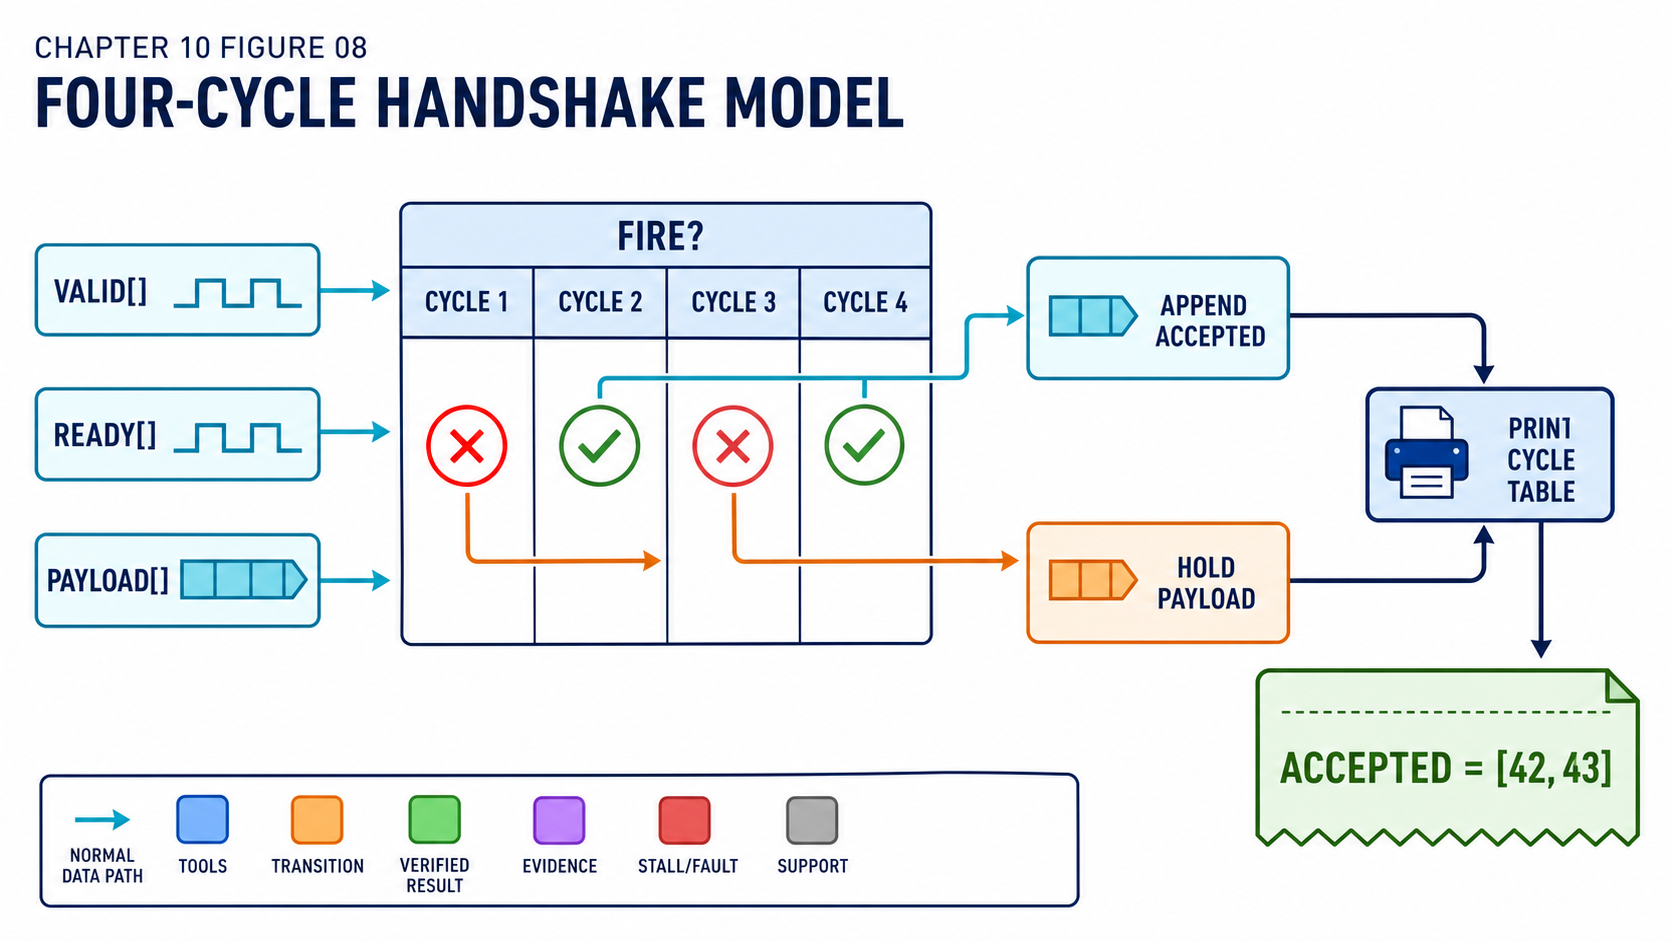 CHAPTER 10 FIGURE 08
FOUR-CYCLE HANDSHAKE MODEL
VALID[]
READY[]
PAYLOAD[]
FIRE?
CYCLE 1
CYCLE 2
CYCLE 3
CYCLE 4
APPEND
ACCEPTED
HOLD
PAYLOAD
PRINT
CYCLE
TABLE
ACCEPTED = [42, 43]
NORMAL
DATA PATH
TOOLS
TRANSITION
VERIFIED
RESULT
EVIDENCE
STALL/FAULT
SUPPORT